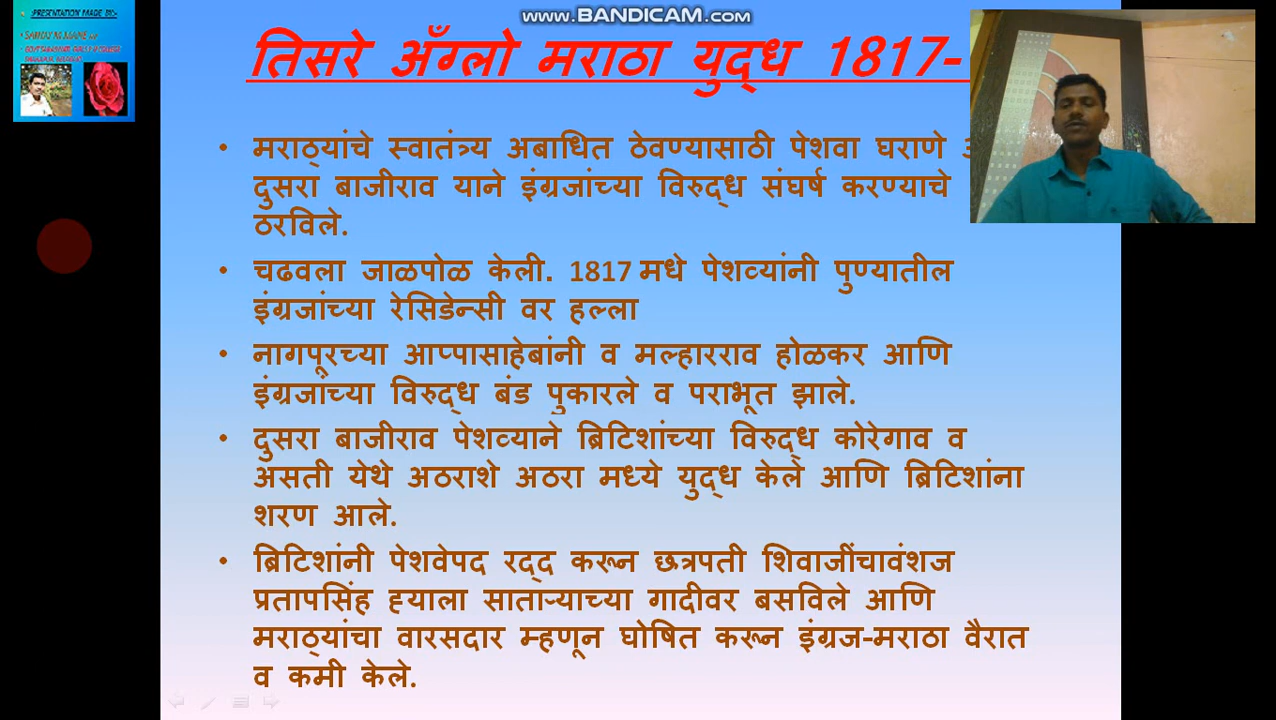 www.BANDICAM.com
PRESENTATION MADE BY:-
तिसरे अँग्लो मराठा युद्ध 1817-
• मराठ्यांचे स्वातंत्र्य अबाधित ठेवण्यासाठी पेशवा घराणे
दुसरा बाजीराव याने इंग्रजांच्या विरुद्ध संघर्ष करण्याचे
ठरविले.
• चढवला जाळपोळ केली. 1817 मधे पेशव्यांनी पुण्यातील
इंग्रजांच्या रेसिडेन्सी वर हल्ला
• नागपूरच्या आप्पासाहेबांनी व मल्हारराव होळकर आणि
इंग्रजांच्या विरुद्ध बंड पुकारले व पराभूत झाले.
• दुसरा बाजीराव पेशव्याने ब्रिटिशांच्या विरुद्ध कोरेगाव व
असती येथे अठराशे अठरा मध्ये युद्ध केले आणि ब्रिटिशांना
शरण आले.
• ब्रिटिशांनी पेशवेपद रद्द करून छत्रपती शिवाजींचावंशज
प्रतापसिंह ह्याला साताऱ्याच्या गादीवर बसविले आणि
मराठ्यांचा वारसदार म्हणून घोषित करून इंग्रज-मराठा वैरात
व कमी केले.